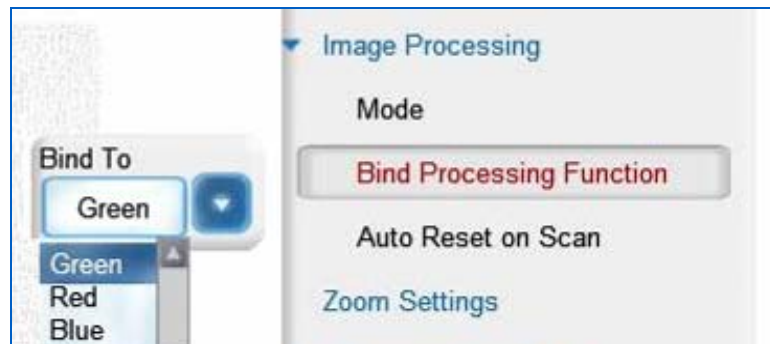 Image Processing
Mode
Bind To
Bind Processing Function
Green
Auto Reset on Scan
Green
Red
Zoom Settings
Blue